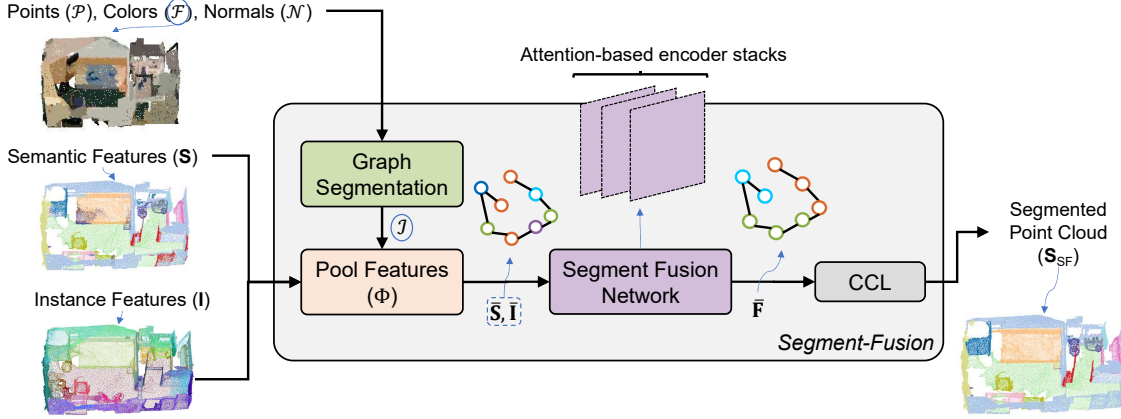 Points (𝒫), Colors (ℱ), Normals (𝒩)
Attention-based encoder stacks
Graph
Segmentation
Semantic Features (S)
𝒥
Pool Features
(Φ)
Segment Fusion
Network
CCL
Segmented
Point Cloud
(S_SF)
Instance Features (I)
S̅, I̅
F̅
Segment-Fusion